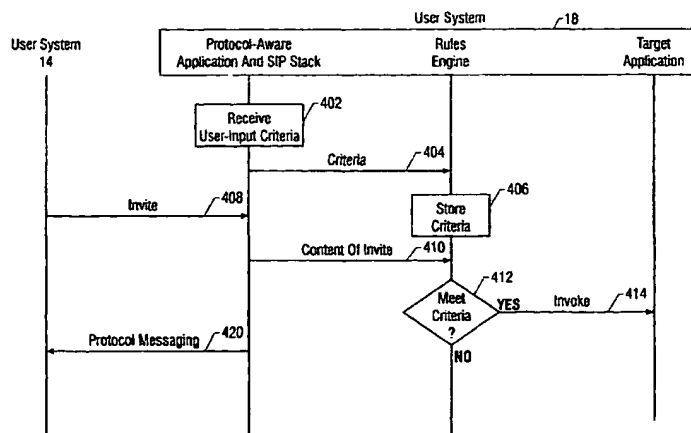 User System
18
User System
14
Protocol-Aware
Application And SIP Stack
Rules
Engine
Target
Application
402
Receive
User-Input Criteria
Criteria
404
406
Store
Criteria
Invite
408
Content Of Invite
410
412
Meet
Criteria
?
YES
NO
Invoke
414
Protocol Messaging
420